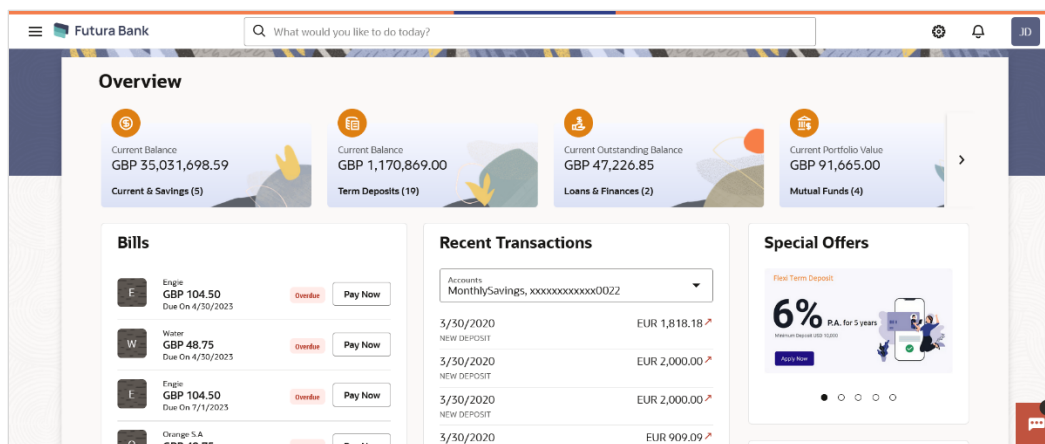 Futura Bank
What would you like to do today?
JD
Overview
Current Balance
GBP 35,031,698.59
Current & Savings (5)
Current Balance
GBP 1,170,869.00
Term Deposits (19)
Current Outstanding Balance
GBP 47,226.85
Loans & Finances (2)
Current Portfolio Value
GBP 91,665.00
Mutual Funds (4)
Bills
E
Engie
GBP 104.50
Due On 4/30/2023
Overdue
Pay Now
W
Water
GBP 48.75
Due On 4/30/2023
Overdue
Pay Now
E
Engie
GBP 104.50
Due On 7/1/2023
Overdue
Pay Now
Orange S.A
Recent Transactions
Accounts
MonthlySavings, xxxxxxxxxxxx0022
3/30/2020 EUR 1,818.18
NEW DEPOSIT
3/30/2020 EUR 2,000.00
NEW DEPOSIT
3/30/2020 EUR 2,000.00
NEW DEPOSIT
3/30/2020 EUR 909.09
Special Offers
Flexi Term Deposit
6% P.A. for 5 years
Minimum Deposit USD 10,000
Apply Now